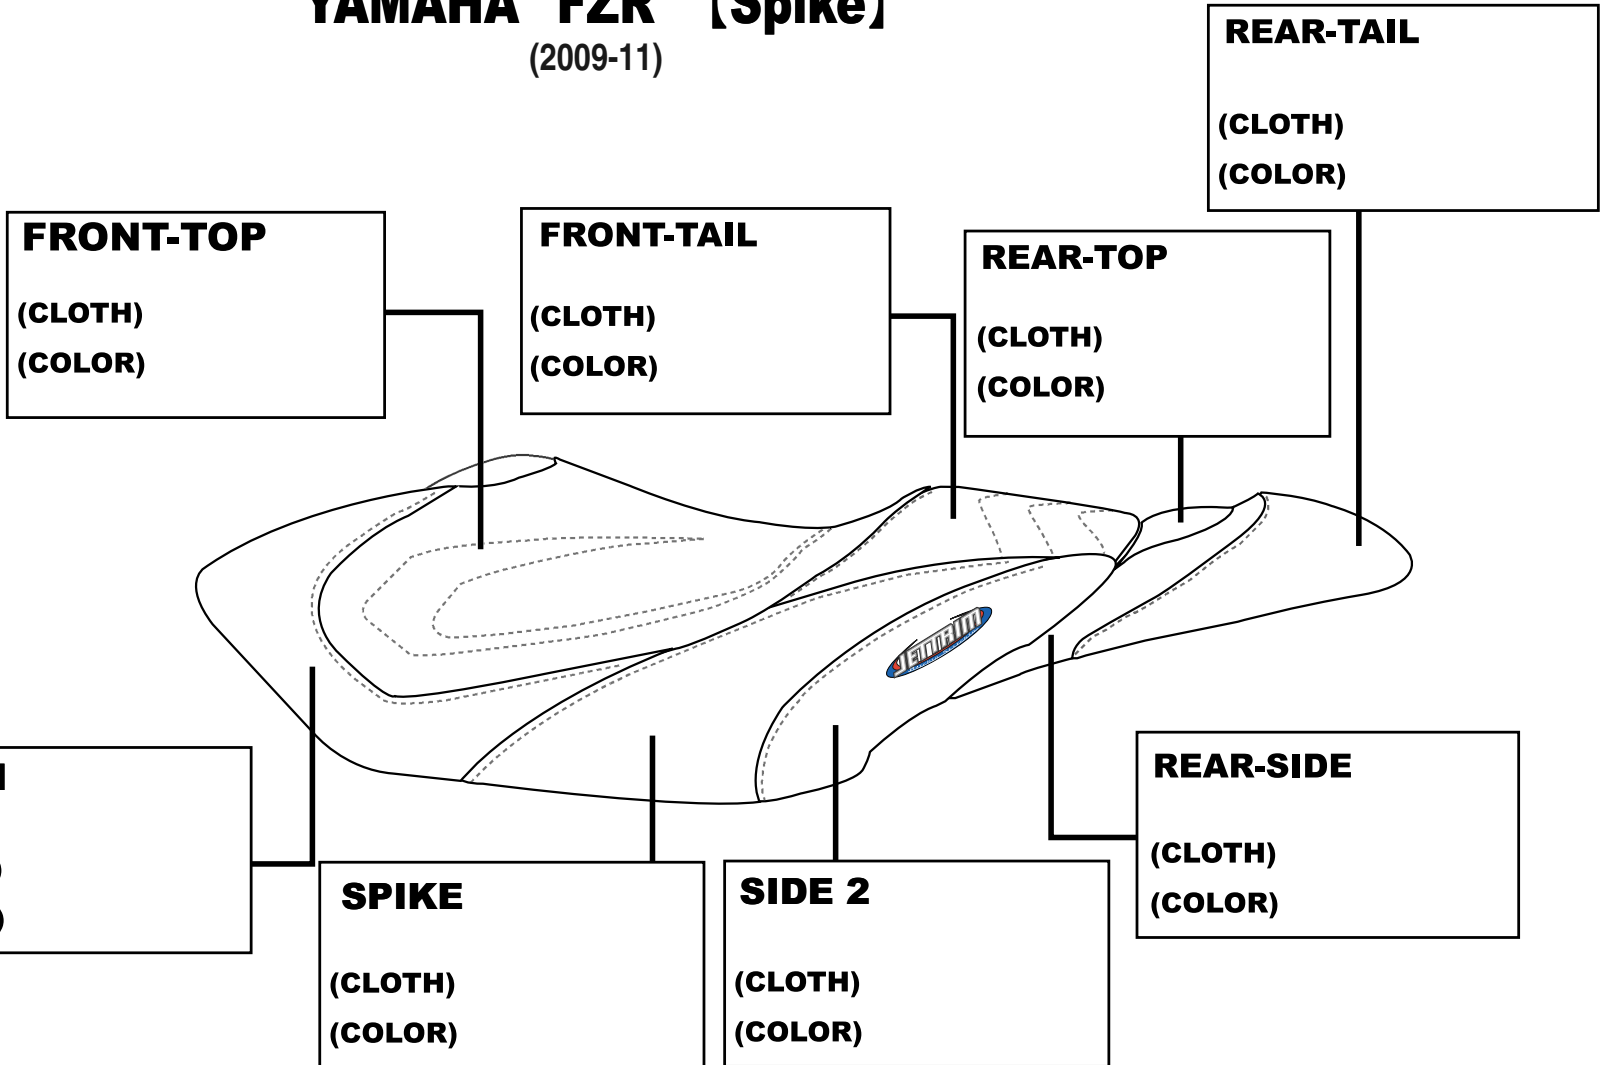 YAMAHA FZR 【Spike】
(2009-11)
REAR-TAIL
(CLOTH)
(COLOR)
FRONT-TOP
(CLOTH)
(COLOR)
FRONT-TAIL
(CLOTH)
(COLOR)
REAR-TOP
(CLOTH)
(COLOR)
JETTRIM
REAR-SIDE
(CLOTH)
(COLOR)
SPIKE
(CLOTH)
(COLOR)
SIDE 2
(CLOTH)
(COLOR)